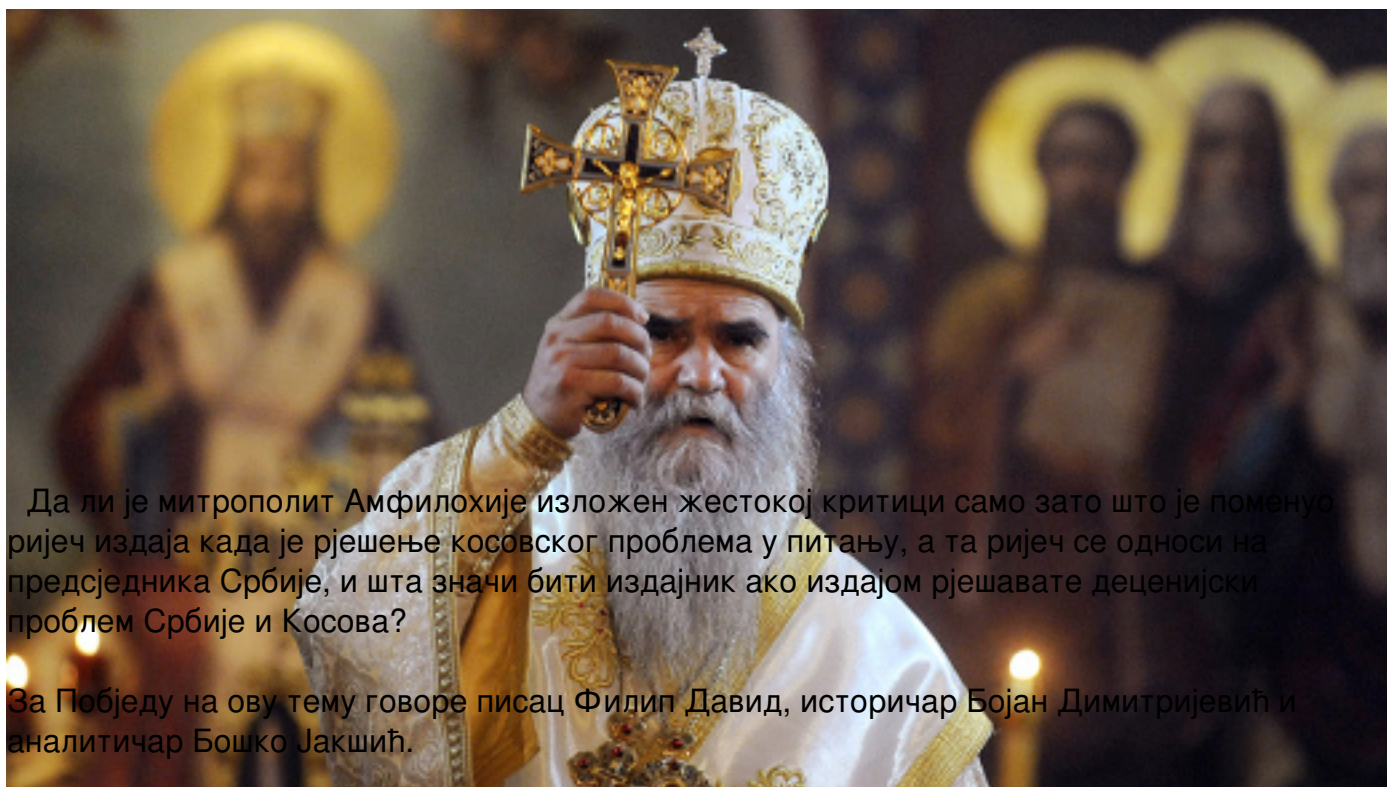 Да ли је митрополит Амфилохије изложен жестокој критици само зато што је поменуо
ријеч издаја када је рјешење косовског проблема у питању, а та ријеч се односи на
предсједника Србије, и шта значи бити издајник ако издајом рјешавате деценијски
проблем Србије и Косова?
За Побједу на ову тему говоре писац Филип Давид, историчар Бојан Димитријевић и
аналитичар Бошко Јакшић.